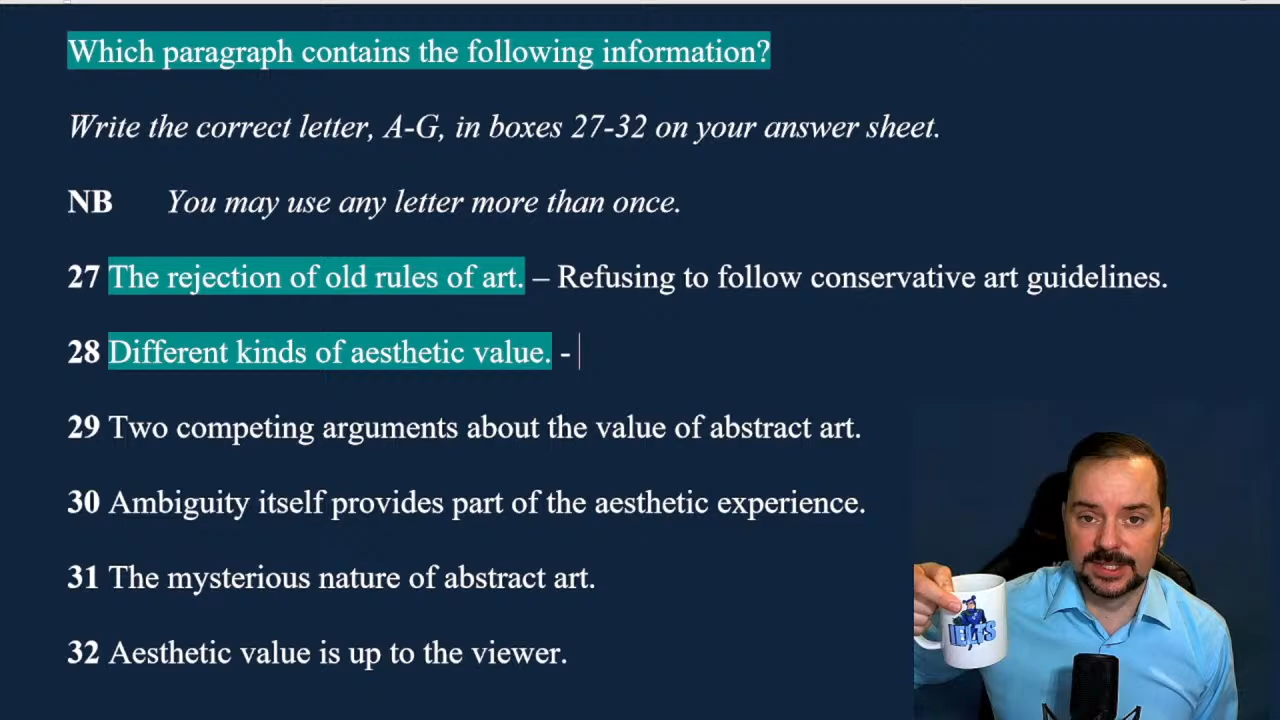 Which paragraph contains the following information?
Write the correct letter, A-G, in boxes 27-32 on your answer sheet.
NB You may use any letter more than once.
27 The rejection of old rules of art. – Refusing to follow conservative art guidelines.
28 Different kinds of aesthetic value. -
29 Two competing arguments about the value of abstract art.
30 Ambiguity itself provides part of the aesthetic experience.
31 The mysterious nature of abstract art.
32 Aesthetic value is up to the viewer.
IELTS